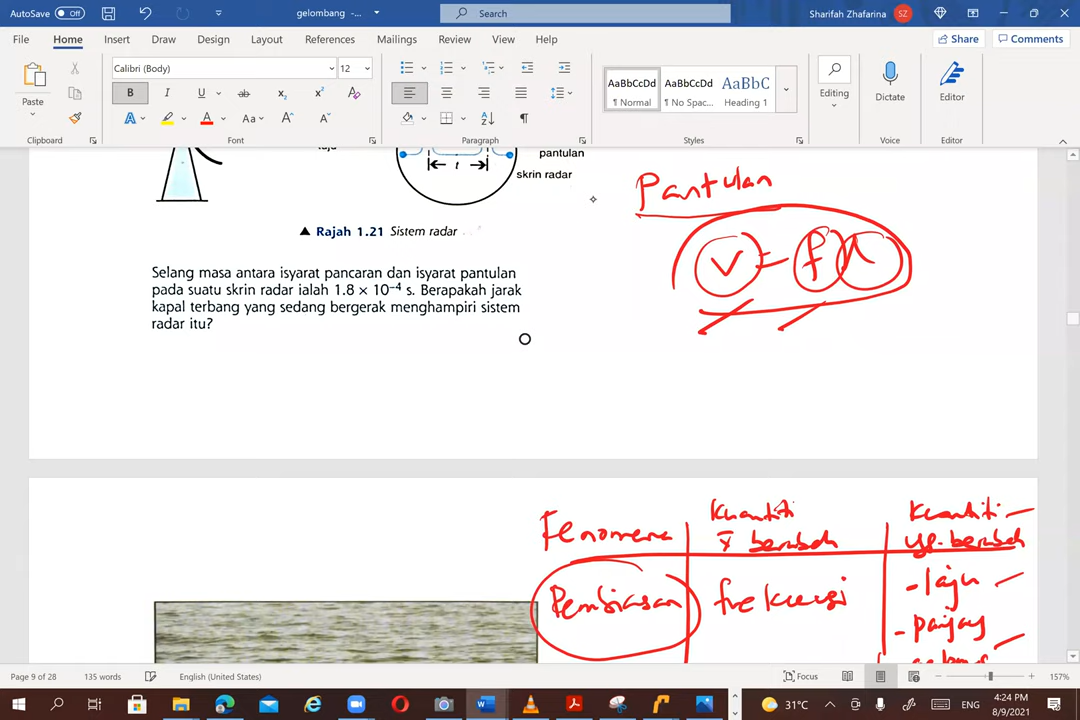 AutoSave Off
gelombang -...
Search
Sharifah Zhafarina SZ
File Home Insert Draw Design Layout References Mailings Review View Help
Share Comments
Paste
Calibri (Body) 12
B I U ab x₂ x² A
A A Aa A A
AaBbCcDd AaBbCcDd AaBbC
¶ Normal ¶ No Spac... Heading 1
Editing Dictate Editor
Clipboard Font Paragraph Styles Voice Editor
pantulan
skrin radar
t
▲ Rajah 1.21 Sistem radar
Selang masa antara isyarat pancaran dan isyarat pantulan
pada suatu skrin radar ialah 1.8 × 10⁻⁴ s. Berapakah jarak
kapal terbang yang sedang bergerak menghampiri sistem
radar itu?
Pantulan
v = f λ
Fenomena
Kuantiti
x berubah
Kuantiti
yg. berubah
Pembiasan
frekuensi
- laju
- panjang
Page 9 of 28 135 words English (United States) Focus 157%
31°C ENG
4:24 PM
8/9/2021